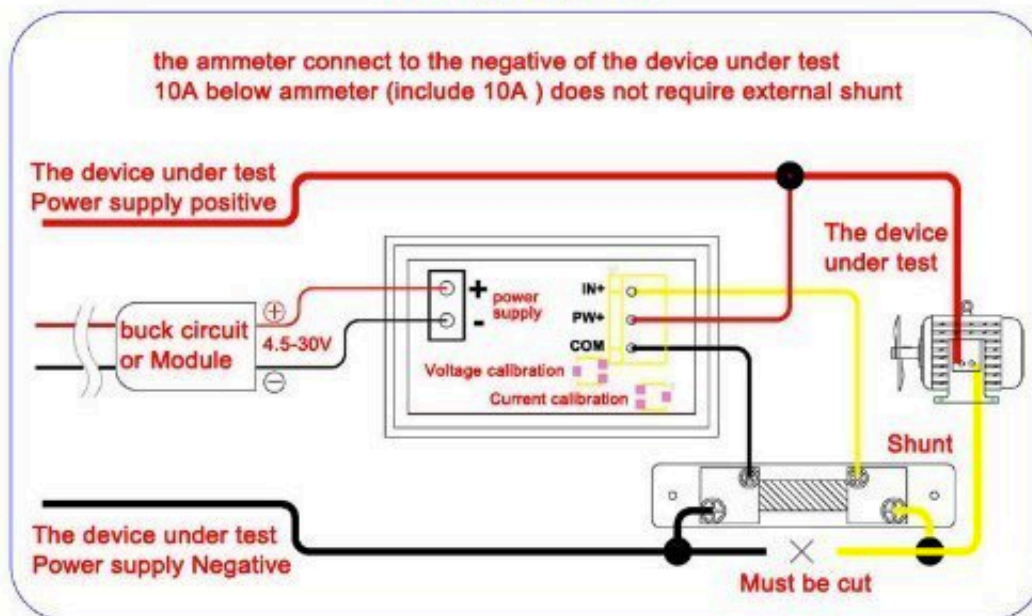 the ammeter connect to the negative of the device under test
10A below ammeter (include 10A ) does not require external shunt
The device under test
Power supply positive
The device
under test
buck circuit
or Module
+
4.5-30V
-
+
-
power
supply
IN+
PW+
COM
Voltage calibration
Current calibration
Shunt
The device under test
Power supply Negative
Must be cut